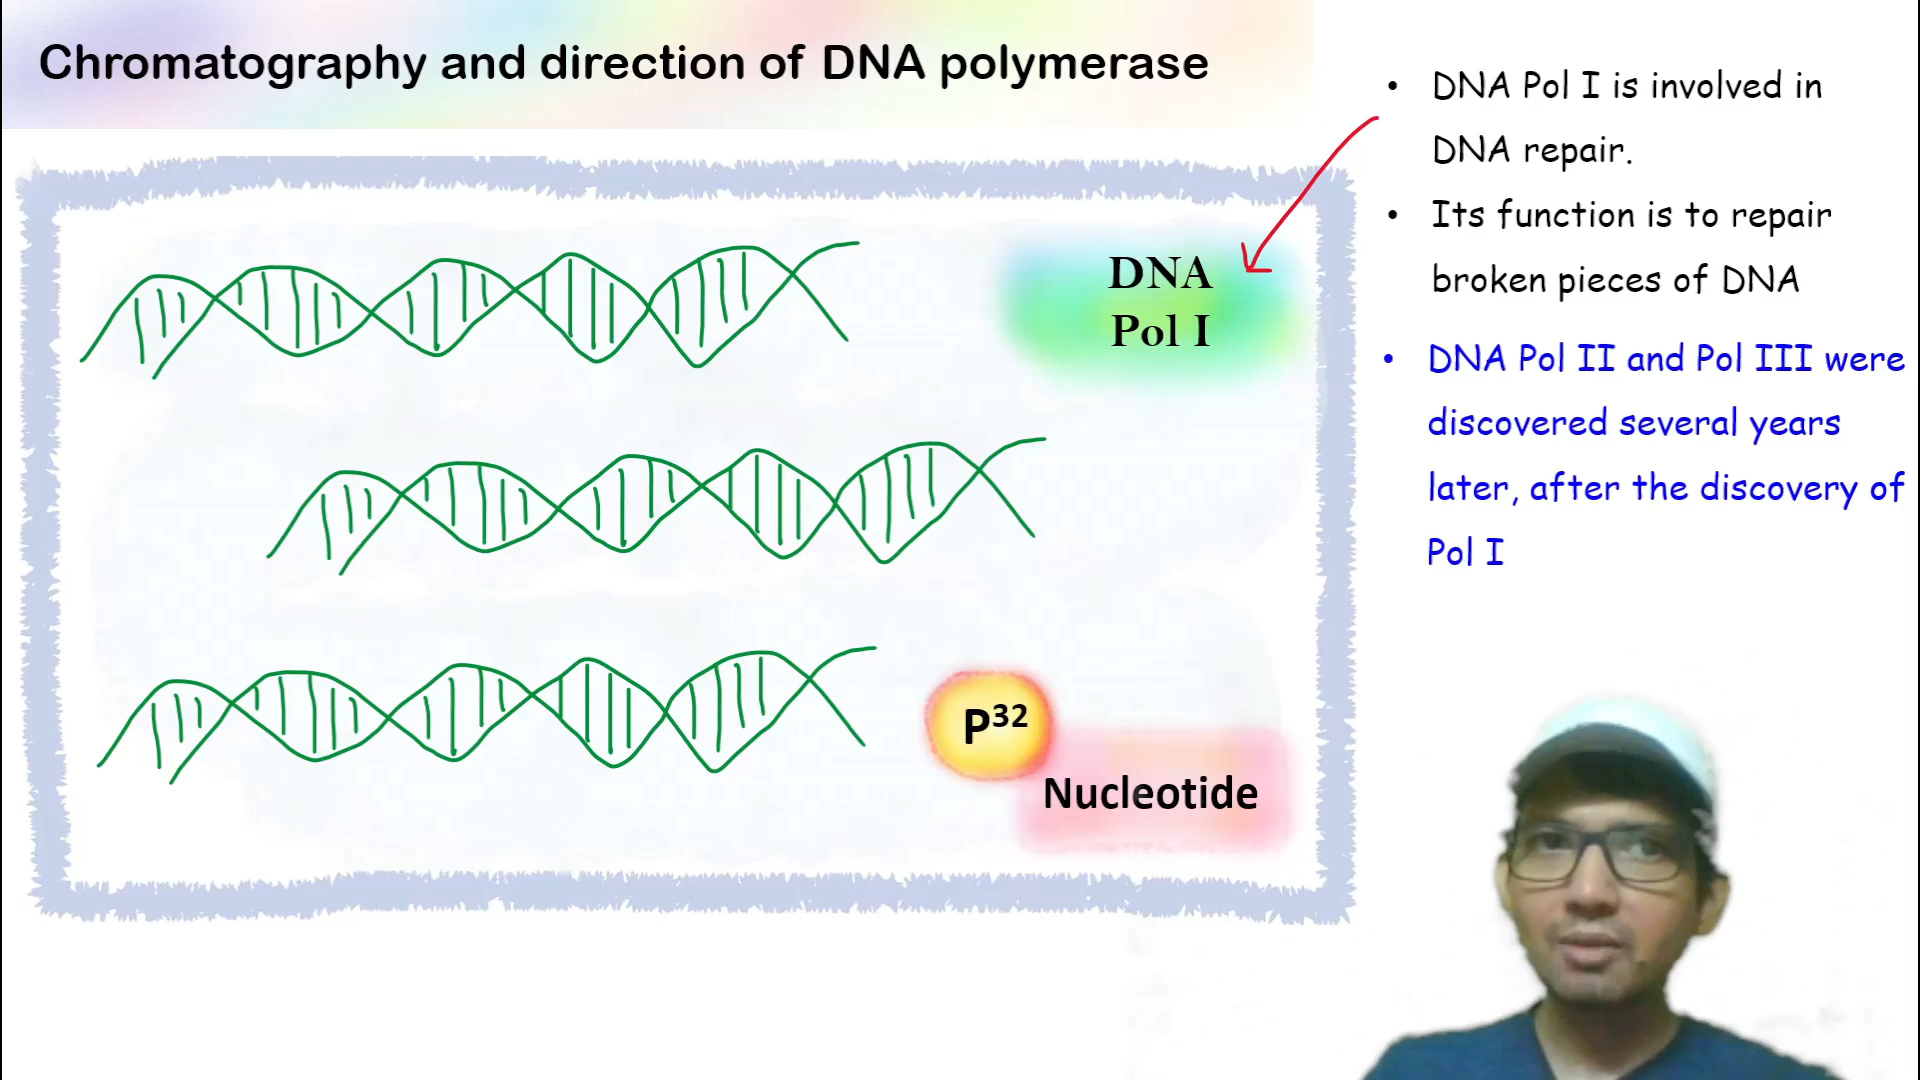 Chromatography and direction of DNA polymerase
DNA
Pol I
P³²
Nucleotide
• DNA Pol I is involved in
DNA repair.
• Its function is to repair
broken pieces of DNA
• DNA Pol II and Pol III were
discovered several years
later, after the discovery of
Pol I